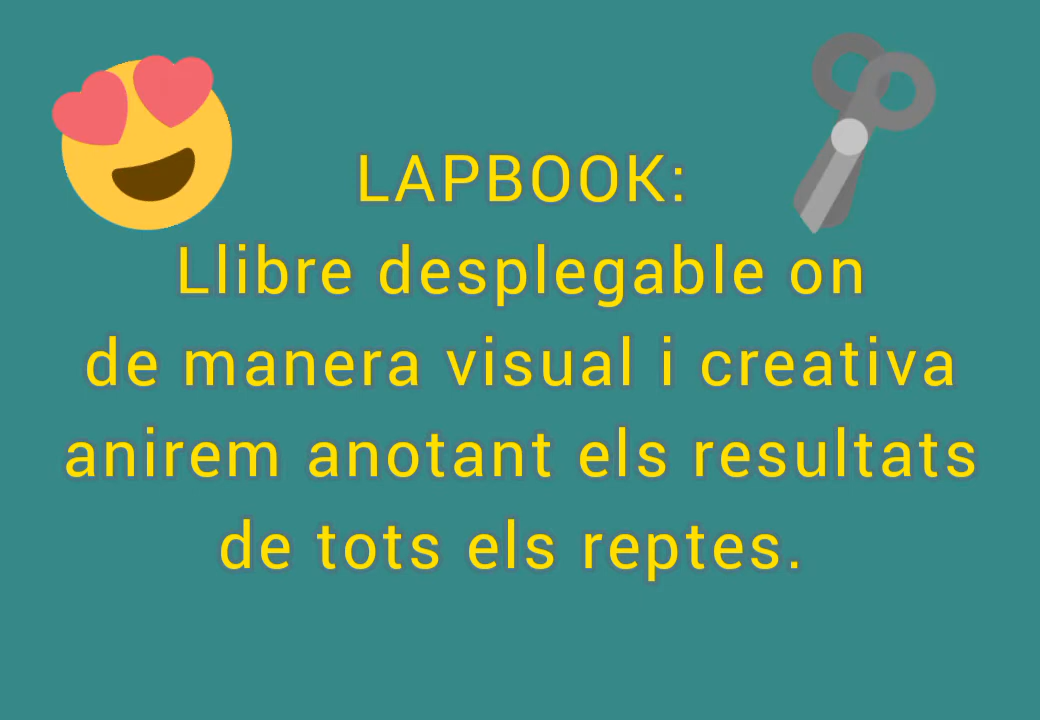 LAPBOOK:
Llibre desplegable on
de manera visual i creativa
anirem anotant els resultats
de tots els reptes.